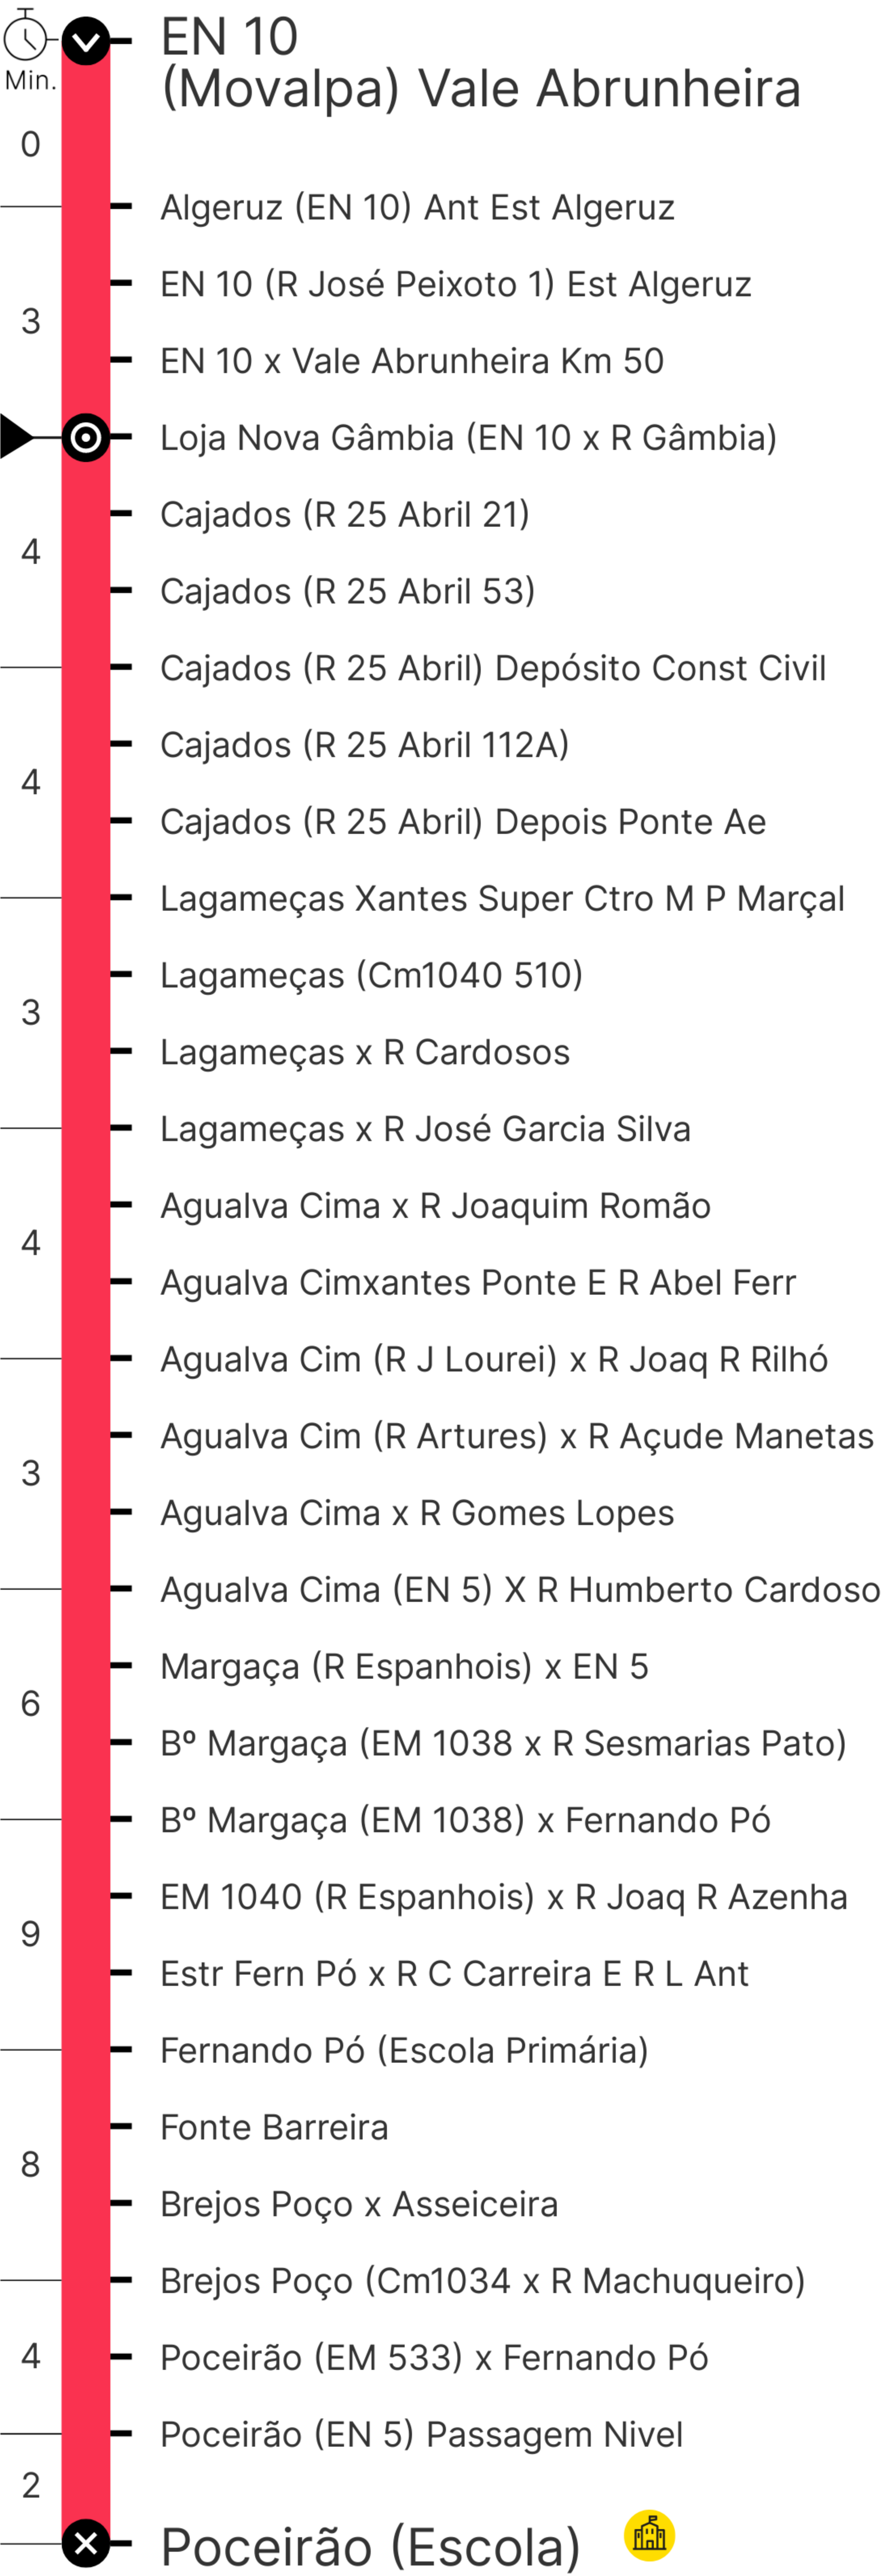 EN 10
(Movalpa) Vale Abrunheira
Min.
0
Algeruz (EN 10) Ant Est Algeruz
EN 10 (R José Peixoto 1) Est Algeruz
3
EN 10 x Vale Abrunheira Km 50
Loja Nova Gâmbia (EN 10 x R Gâmbia)
Cajados (R 25 Abril 21)
4
Cajados (R 25 Abril 53)
Cajados (R 25 Abril) Depósito Const Civil
Cajados (R 25 Abril 112A)
4
Cajados (R 25 Abril) Depois Ponte Ae
Lagameças Xantes Super Ctro M P Marçal
Lagameças (Cm1040 510)
3
Lagameças x R Cardosos
Lagameças x R José Garcia Silva
Agualva Cima x R Joaquim Romão
4
Agualva Cimxantes Ponte E R Abel Ferr
Agualva Cim (R J Lourei) x R Joaq R Rilhó
Agualva Cim (R Artures) x R Açude Manetas
3
Agualva Cima x R Gomes Lopes
Agualva Cima (EN 5) X R Humberto Cardoso
Margaça (R Espanhois) x EN 5
6
Bº Margaça (EM 1038 x R Sesmarias Pato)
Bº Margaça (EM 1038) x Fernando Pó
EM 1040 (R Espanhois) x R Joaq R Azenha
9
Estr Fern Pó x R C Carreira E R L Ant
Fernando Pó (Escola Primária)
Fonte Barreira
8
Brejos Poço x Asseiceira
Brejos Poço (Cm1034 x R Machuqueiro)
4
Poceirão (EM 533) x Fernando Pó
Poceirão (EN 5) Passagem Nivel
2
Poceirão (Escola)